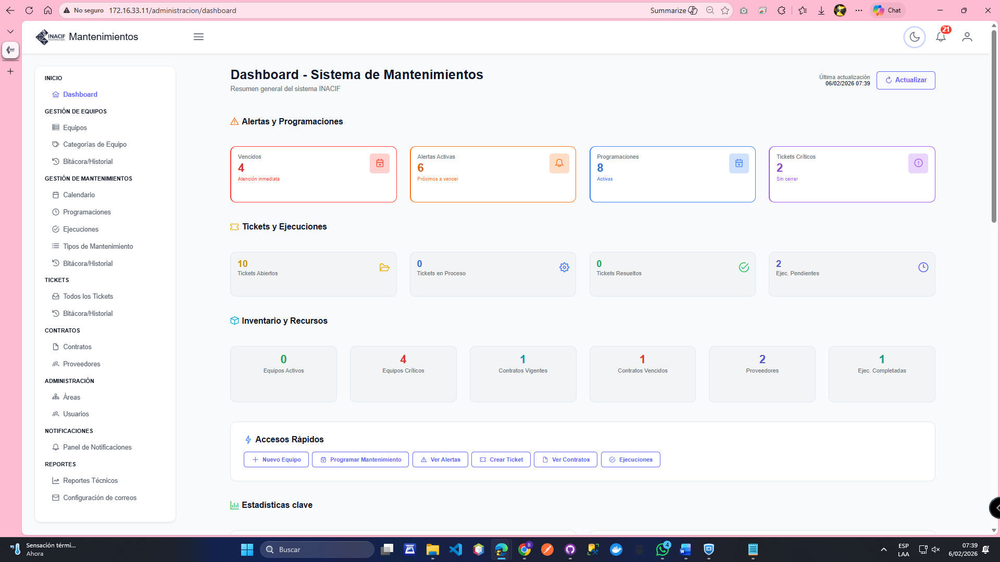 No seguro
172.16.33.11/administracion/dashboard
Summarize
Chat
INACIF
Mantenimientos
21
INICIO
Dashboard
GESTIÓN DE EQUIPOS
Equipos
Categorías de Equipo
Bitácora/Historial
GESTIÓN DE MANTENIMIENTOS
Calendario
Programaciones
Ejecuciones
Tipos de Mantenimiento
Bitácora/Historial
TICKETS
Todos los Tickets
Bitácora/Historial
CONTRATOS
Contratos
Proveedores
ADMINISTRACIÓN
Áreas
Usuarios
NOTIFICACIONES
Panel de Notificaciones
REPORTES
Reportes Técnicos
Configuración de correos
Dashboard - Sistema de Mantenimientos
Resumen general del sistema INACIF
Última actualización
06/02/2026 07:39
Actualizar
Alertas y Programaciones
Vencidos
4
Atención inmediata
Alertas Activas
6
Próximos a vencer
Programaciones
8
Activas
Tickets Críticos
2
Sin cerrar
Tickets y Ejecuciones
10
Tickets Abiertos
0
Tickets en Proceso
0
Tickets Resueltos
2
Ejec. Pendientes
Inventario y Recursos
0
Equipos Activos
4
Equipos Críticos
1
Contratos Vigentes
1
Contratos Vencidos
2
Proveedores
1
Ejec. Completadas
Accesos Rápidos
Nuevo Equipo
Programar Mantenimiento
Ver Alertas
Crear Ticket
Ver Contratos
Ejecuciones
Estadísticas clave
Sensación térmi...
Ahora
Buscar
B
4
ESP
LAA
07:39
6/02/2026